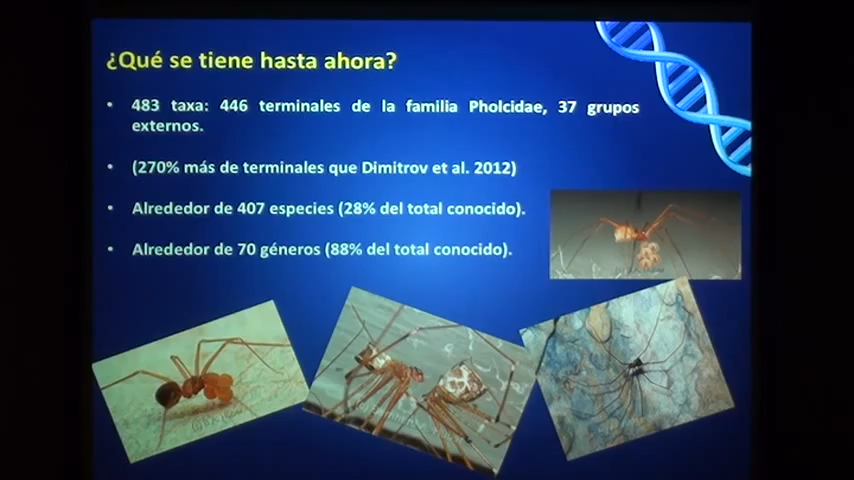 ¿Qué se tiene hasta ahora?
• 483 taxa: 446 terminales de la familia Pholcidae, 37 grupos
externos.
• (270% más de terminales que Dimitrov et al. 2012)
• Alrededor de 407 especies (28% del total conocido).
• Alrededor de 70 géneros (88% del total conocido).